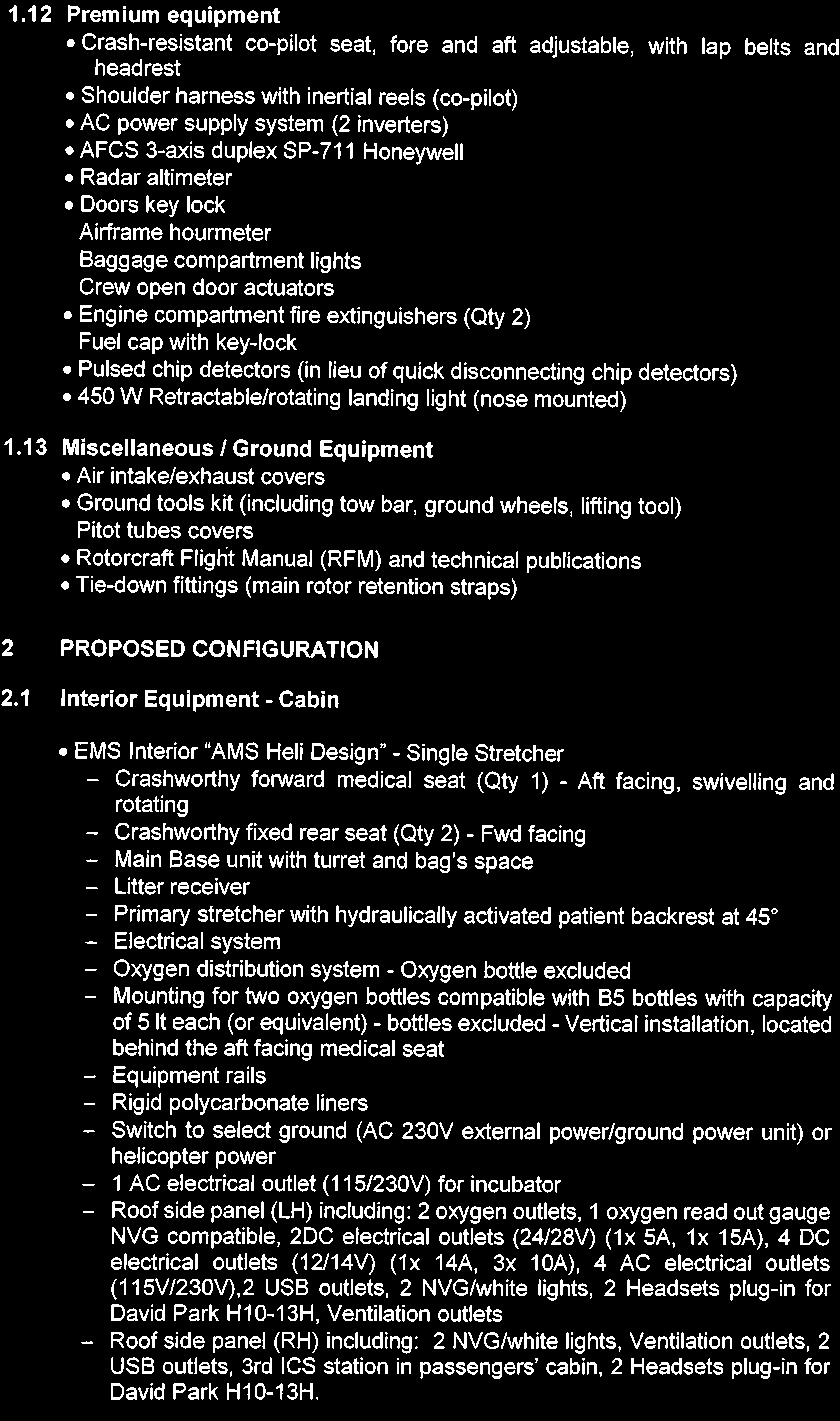 1.12 Premium equipment
• Crash-resistant co-pilot seat, fore and aft adjustable, with lap belts and
headrest
• Shoulder harness with inertial reels (co-pilot)
• AC power supply system (2 inverters)
• AFCS 3-axis duplex SP-711 Honeywell
• Radar altimeter
• Doors key lock
Airframe hourmeter
Baggage compartment lights
Crew open door actuators
• Engine compartment fire extinguishers (Qty 2)
Fuel cap with key-lock
• Pulsed chip detectors (in lieu of quick disconnecting chip detectors)
• 450 W Retractable/rotating landing light (nose mounted)
1.13 Miscellaneous / Ground Equipment
• Air intake/exhaust covers
• Ground tools kit (including tow bar, ground wheels, lifting tool)
Pitot tubes covers
• Rotorcraft Flight Manual (RFM) and technical publications
• Tie-down fittings (main rotor retention straps)
2 PROPOSED CONFIGURATION
2.1 Interior Equipment - Cabin
• EMS Interior "AMS Heli Design" - Single Stretcher
– Crashworthy forward medical seat (Qty 1) - Aft facing, swivelling and
rotating
– Crashworthy fixed rear seat (Qty 2) - Fwd facing
– Main Base unit with turret and bag's space
– Litter receiver
– Primary stretcher with hydraulically activated patient backrest at 45°
– Electrical system
– Oxygen distribution system - Oxygen bottle excluded
– Mounting for two oxygen bottles compatible with B5 bottles with capacity
of 5 lt each (or equivalent) - bottles excluded - Vertical installation, located
behind the aft facing medical seat
– Equipment rails
– Rigid polycarbonate liners
– Switch to select ground (AC 230V external power/ground power unit) or
helicopter power
– 1 AC electrical outlet (115/230V) for incubator
– Roof side panel (LH) including: 2 oxygen outlets, 1 oxygen read out gauge
NVG compatible, 2DC electrical outlets (24/28V) (1x 5A, 1x 15A), 4 DC
electrical outlets (12/14V) (1x 14A, 3x 10A), 4 AC electrical outlets
(115V/230V),2 USB outlets, 2 NVG/white lights, 2 Headsets plug-in for
David Park H10-13H, Ventilation outlets
– Roof side panel (RH) including: 2 NVG/white lights, Ventilation outlets, 2
USB outlets, 3rd ICS station in passengers' cabin, 2 Headsets plug-in for
David Park H10-13H.